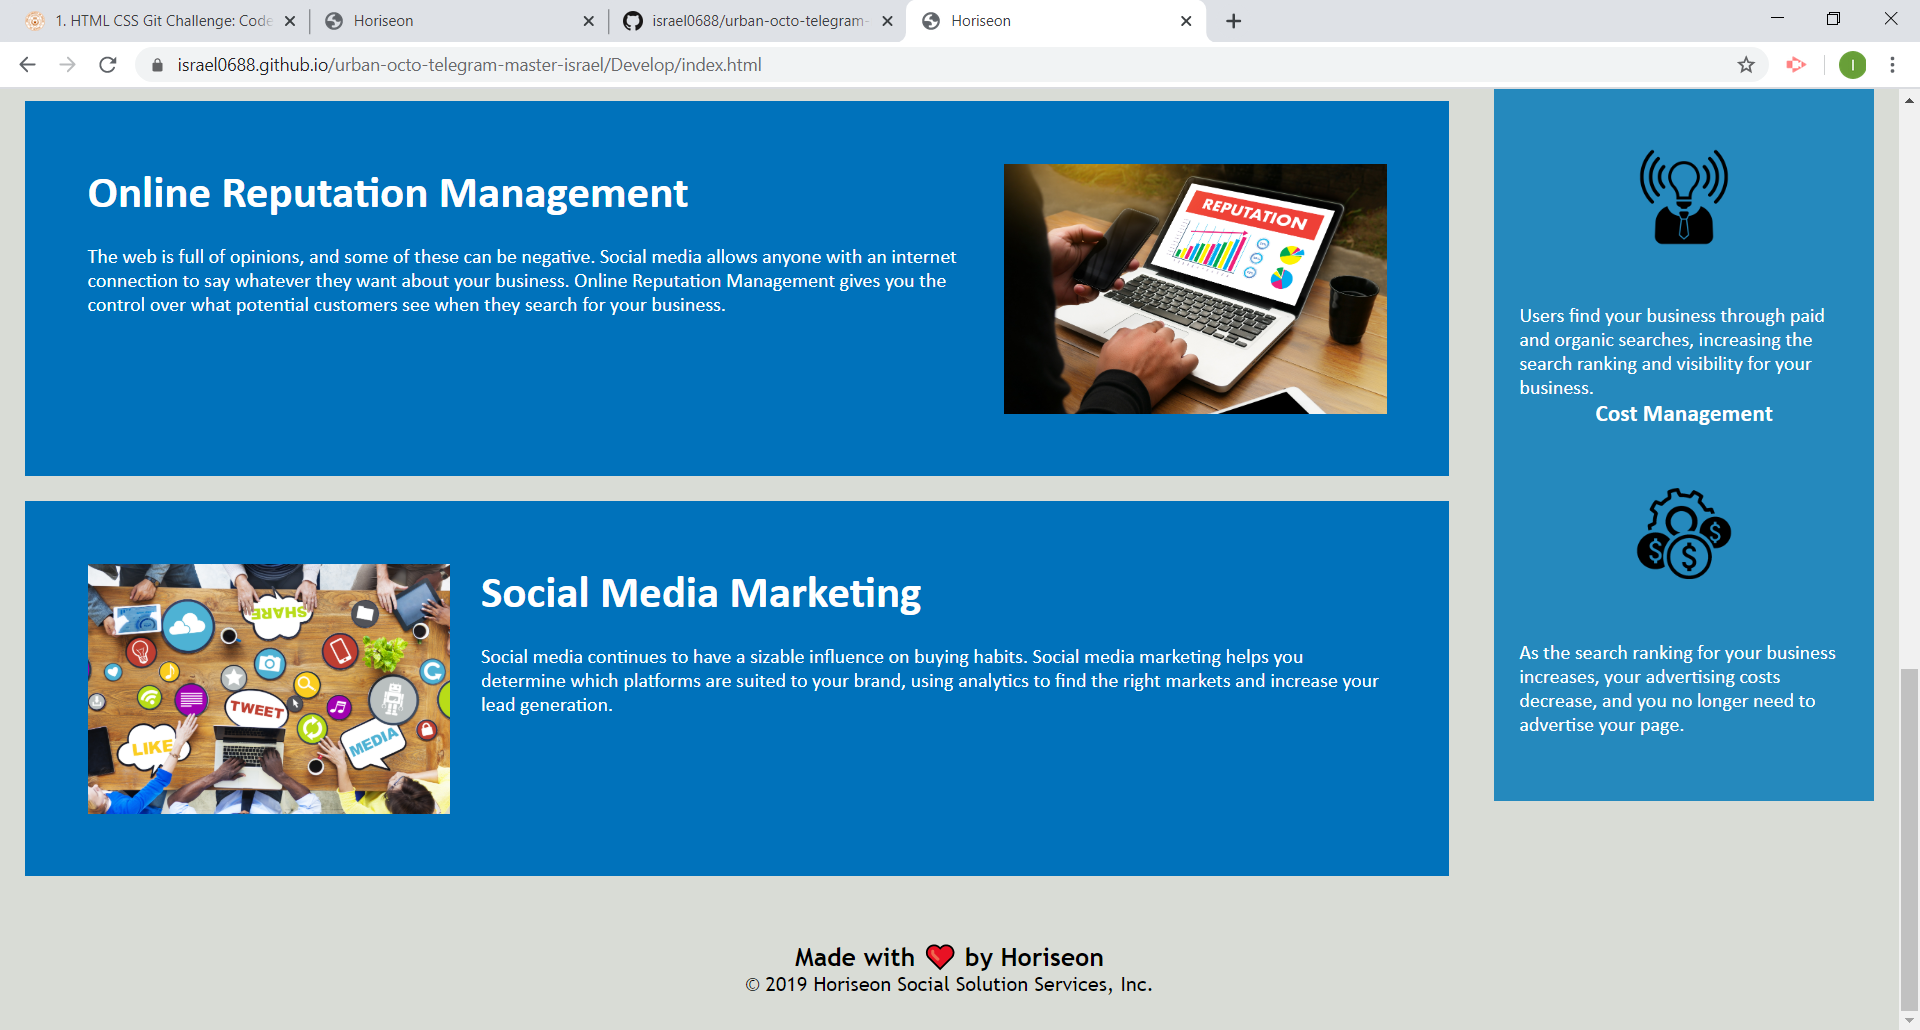 1. HTML CSS Git Challenge: Code
Horiseon
israel0688/urban-octo-telegram-
Horiseon
israel0688.github.io/urban-octo-telegram-master-israel/Develop/index.html
I
Online Reputation Management
The web is full of opinions, and some of these can be negative. Social media allows anyone with an internet
connection to say whatever they want about your business. Online Reputation Management gives you the
control over what potential customers see when they search for your business.
REPUTATION
Social Media Marketing
Social media continues to have a sizable influence on buying habits. Social media marketing helps you
determine which platforms are suited to your brand, using analytics to find the right markets and increase your
lead generation.
SHARE
TWEET
LIKE
MEDIA
Users find your business through paid
and organic searches, increasing the
search ranking and visibility for your
business.
Cost Management
$ $ $
As the search ranking for your business
increases, your advertising costs
decrease, and you no longer need to
advertise your page.
Made with ❤ by Horiseon
© 2019 Horiseon Social Solution Services, Inc.